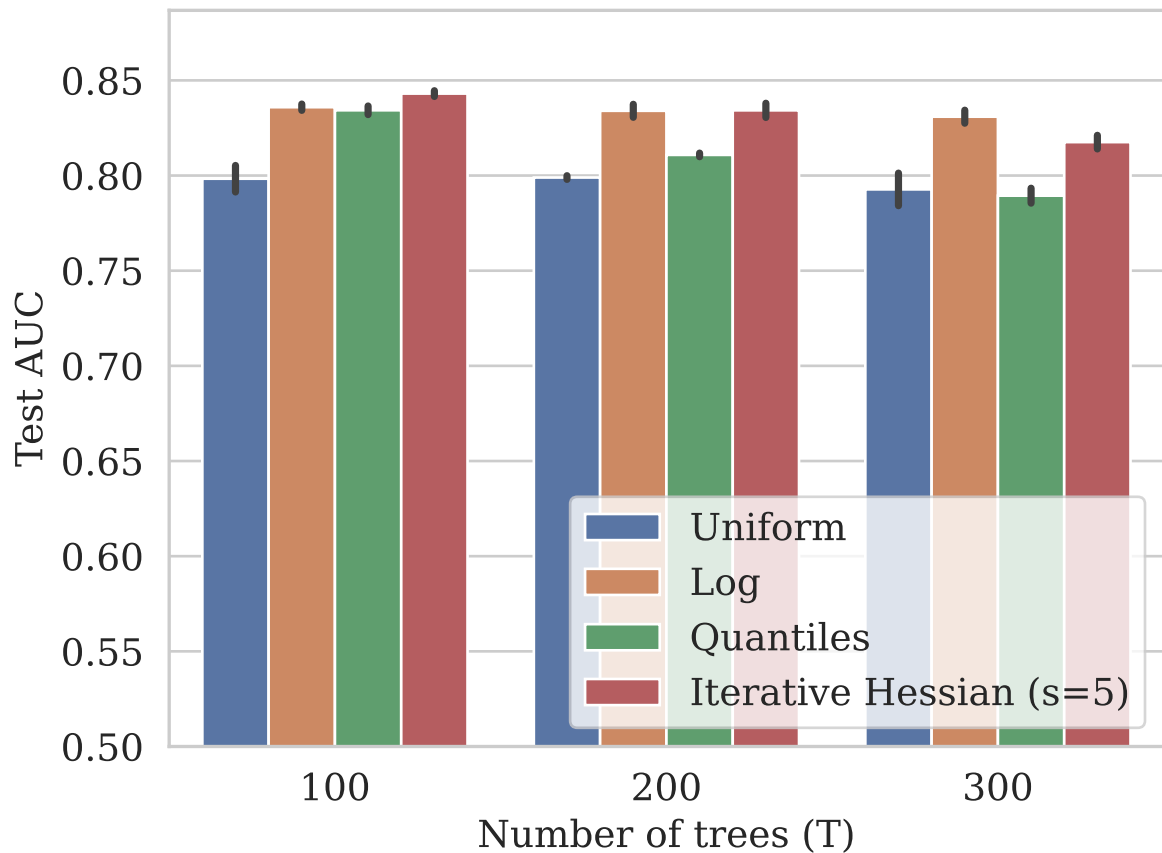 0.85
0.80
0.75
0.70
0.65
0.60
0.55
0.50
Test AUC
Uniform
Log
Quantiles
Iterative Hessian (s=5)
100 200 300
Number of trees (T)